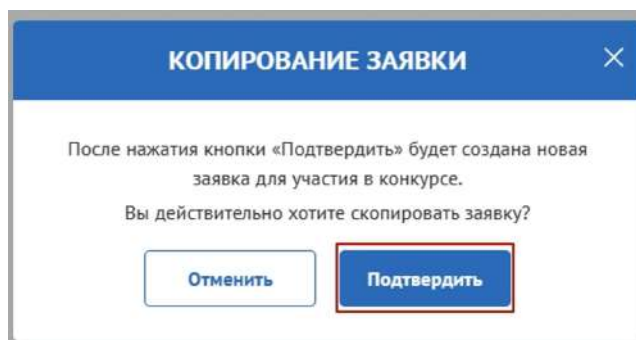 КОПИРОВАНИЕ ЗАЯВКИ
После нажатия кнопки «Подтвердить» будет создана новая
заявка для участия в конкурсе.
Вы действительно хотите скопировать заявку?
Отменить
Подтвердить